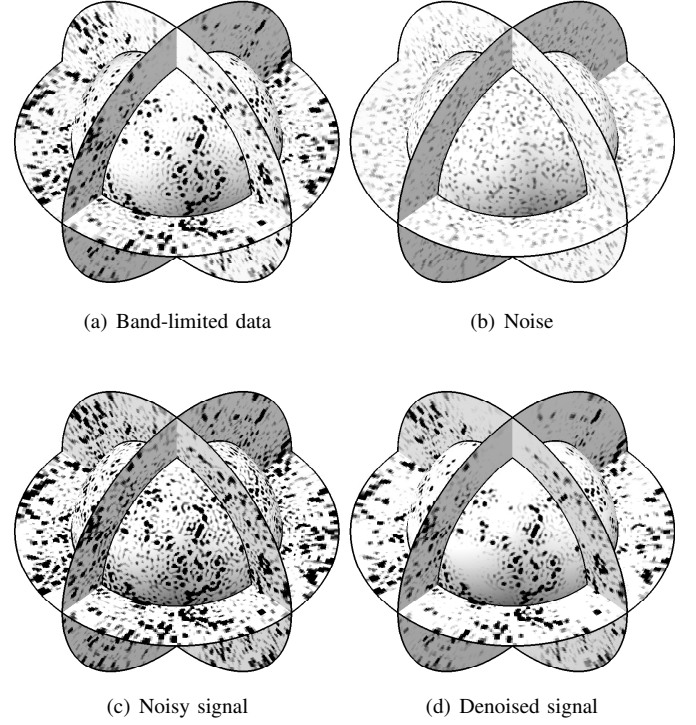 (a) Band-limited data
(b) Noise
(c) Noisy signal
(d) Denoised signal